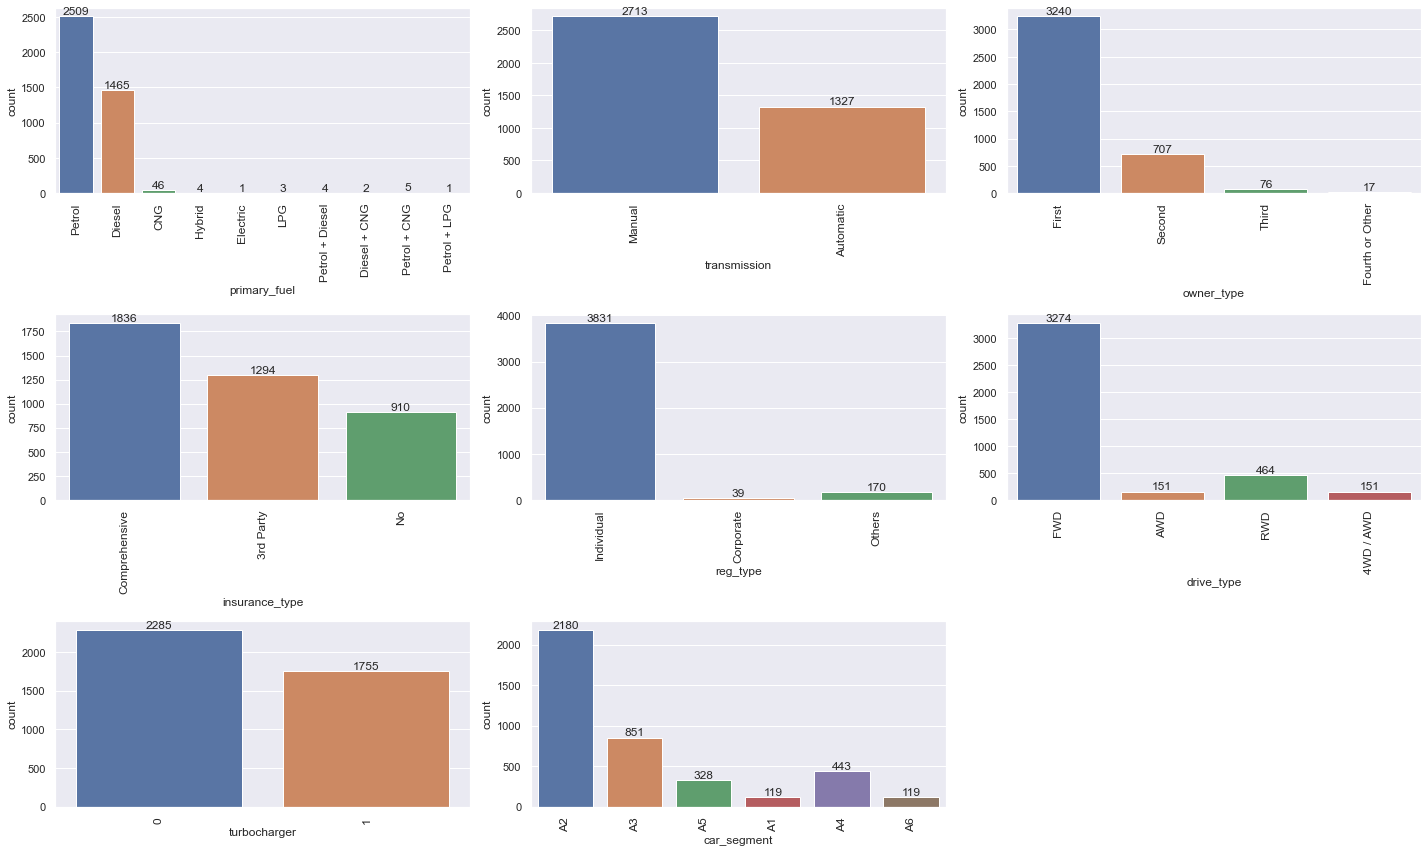 2509
2500
2000
1500
1000
500
0
count
1465
46
4
1
3
4
2
5
1
Petrol
Diesel
CNG
Hybrid
Electric
LPG
Petrol + Diesel
Diesel + CNG
Petrol + CNG
Petrol + LPG
primary_fuel
2713
2500
2000
1500
1000
500
0
count
1327
Manual
Automatic
transmission
3240
3000
2500
2000
1500
1000
500
0
count
707
76
17
First
Second
Third
Fourth or Other
owner_type
1836
1750
1500
1250
1000
750
500
250
0
count
1294
910
Comprehensive
3rd Party
No
insurance_type
4000
3000
2000
1000
0
count
3831
39
170
Individual
Corporate
Others
reg_type
3274
3000
2500
2000
1500
1000
500
0
count
151
464
151
FWD
AWD
RWD
4WD / AWD
drive_type
2285
2000
1500
1000
500
0
count
1755
0
1
turbocharger
2180
2000
1500
1000
500
0
count
851
328
119
443
119
A2
A3
A5
A1
A4
A6
car_segment